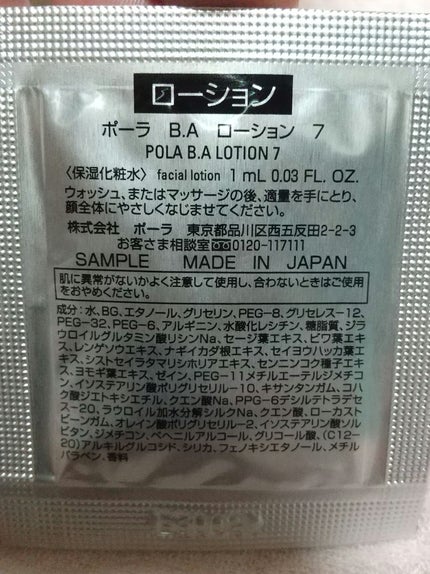 ローション
ポーラ B.A ローション 7
POLA B.A LOTION 7
〈保湿化粧水〉 facial lotion 1 mL 0.03 FL. OZ.
ウォッシュ、またはマッサージの後、適量を手にとり、
顔全体にやさしくなじませてください。
株式会社 ポーラ 東京都品川区西五反田2-2-3
お客さま相談室0120-117111
SAMPLE MADE IN JAPAN
肌に異常がないかよく注意して使用し、合わないときはご使用
をおやめください。
成分:水、BG、エタノール、グリセリン、PEG-8、グリセレス-12、
PEG-32、PEG-6、アルギニン、水酸化レシチン、糖脂質、ジラ
ウロイルグルタミン酸リシンNa、セージ葉エキス、ビワ葉エキ
ス、レンゲソウエキス、ナギイカダ根エキス、セイヨウハッカ葉エ
キス、シストセイラタマリシホリアエキス、センニンコク種子エキ
ス、ヨモギ葉エキス、ゼイン、PEG-11メチルエーテルジメチコ
ン、イソステアリン酸ポリグリセリル-10、キサンタンガム、コハ
ク酸ジエトキシエチル、クエン酸Na、PPG-6デシルテトラデセ
ス-20、ラウロイル加水分解シルクNa、クエン酸、ローカスト
ビーンガム、オレイン酸ポリグリセリル-2、イソステアリン酸ソル
ビタン、ジメチコン、ベヘニルアルコール、グリコール酸、(C12-
20)アルキルグルコシド、シリカ、フェノキシエタノール、メチル
パラベン、香料